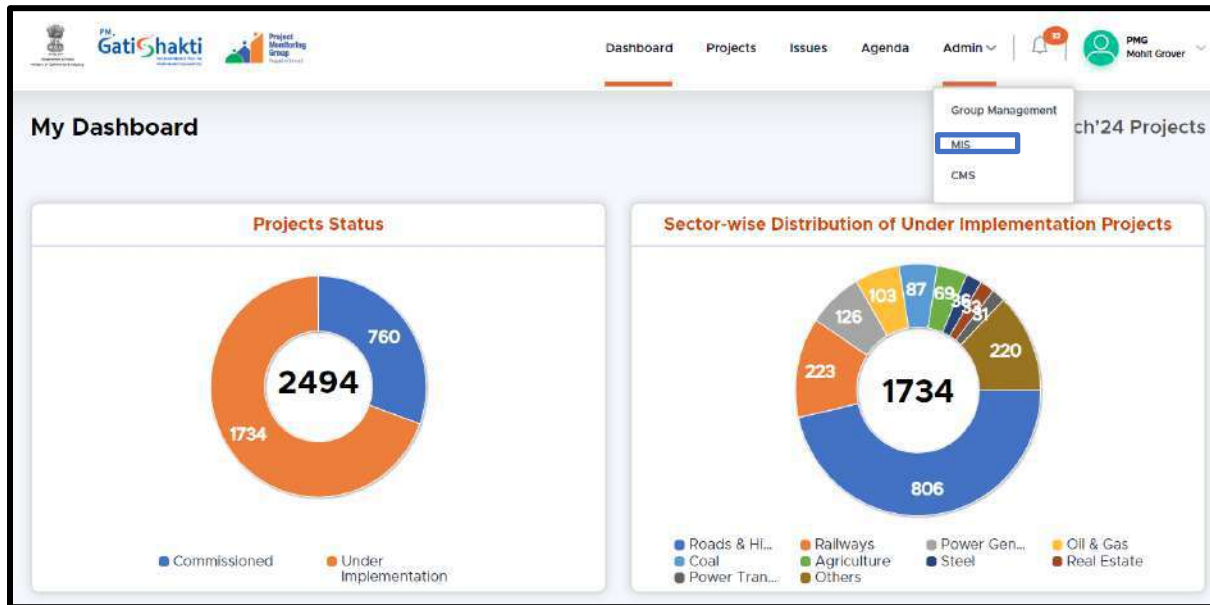 PM
GatiShakti
Project
Monitoring
Group
Dashboard Projects Issues Agenda Admin
PMG
Mohit Grover
Group Management
MIS
CMS
My Dashboard
ch'24 Projects
Projects Status
760
2494
1734
Commissioned
Under
Implementation
Sector-wise Distribution of Under Implementation Projects
103 87 69 36 33 31
126
220
223
1734
806
Roads & Hi... Railways Power Gen... Oil & Gas
Coal Agriculture Steel Real Estate
Power Tran... Others